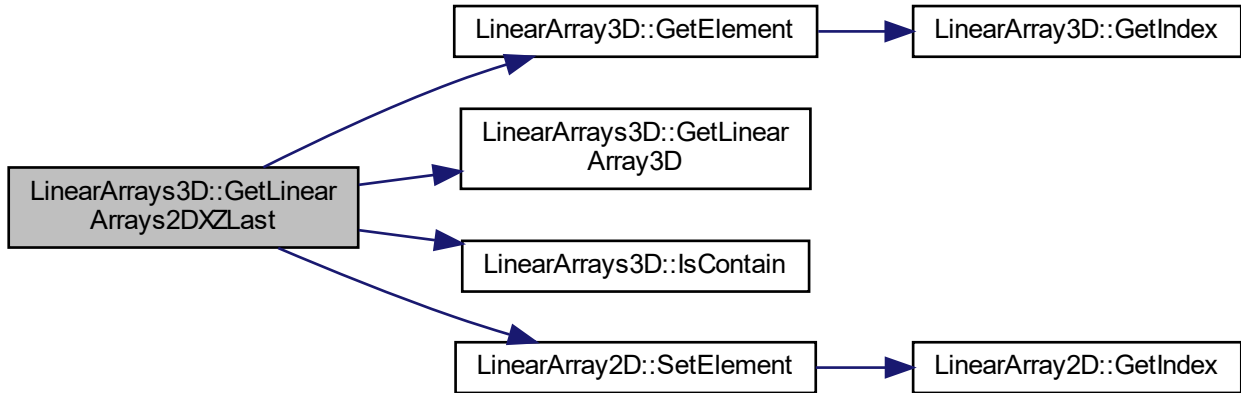 LinearArray3D::GetElement
LinearArray3D::GetIndex
LinearArrays3D::GetLinear
Array3D
LinearArrays3D::GetLinear
Arrays2DXZLast
LinearArrays3D::IsContain
LinearArray2D::SetElement
LinearArray2D::GetIndex